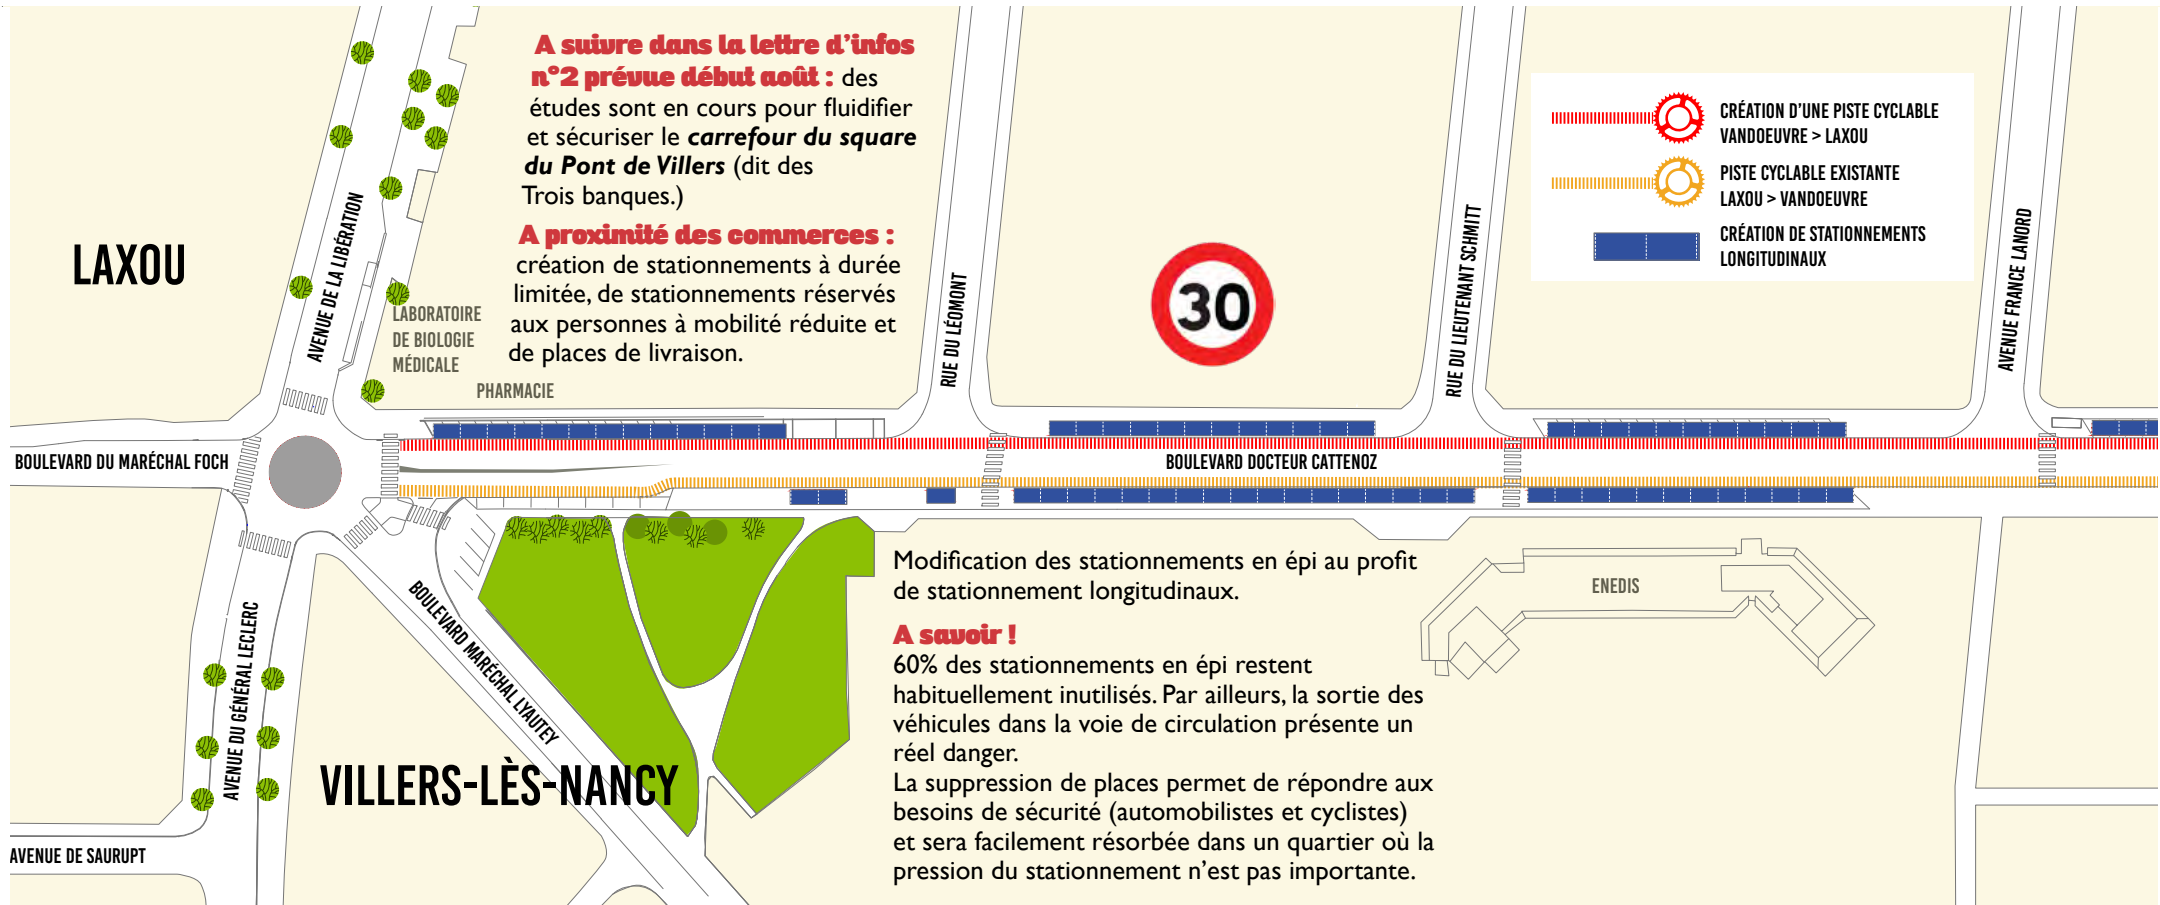 A suivre dans la lettre d'infos
n°2 prévue début août : des
études sont en cours pour fluidifier
et sécuriser le carrefour du square
du Pont de Villers (dit des
Trois banques.)
A proximité des commerces :
création de stationnements à durée
limitée, de stationnements réservés
aux personnes à mobilité réduite et
de places de livraison.
LAXOU
AVENUE DE LA LIBÉRATION
LABORATOIRE
DE BIOLOGIE
MÉDICALE
PHARMACIE
RUE DU LÉOMONT
30
RUE DU LIEUTENANT SCHMITT
CRÉATION D'UNE PISTE CYCLABLE
VANDOEUVRE > LAXOU
PISTE CYCLABLE EXISTANTE
LAXOU > VANDOEUVRE
CRÉATION DE STATIONNEMENTS
LONGITUDINAUX
AVENUE FRANCE LANORD
BOULEVARD DU MARÉCHAL FOCH
BOULEVARD DOCTEUR CATTENOZ
Modification des stationnements en épi au profit
de stationnement longitudinaux.
A savoir !
60% des stationnements en épi restent
habituellement inutilisés. Par ailleurs, la sortie des
véhicules dans la voie de circulation présente un
réel danger.
La suppression de places permet de répondre aux
besoins de sécurité (automobilistes et cyclistes)
et sera facilement résorbée dans un quartier où la
pression du stationnement n'est pas importante.
ENEDIS
BOULEVARD MARÉCHAL LYAUTEY
AVENUE DU GÉNÉRAL LECLERC
VILLERS-LÈS-NANCY
AVENUE DE SAURUPT